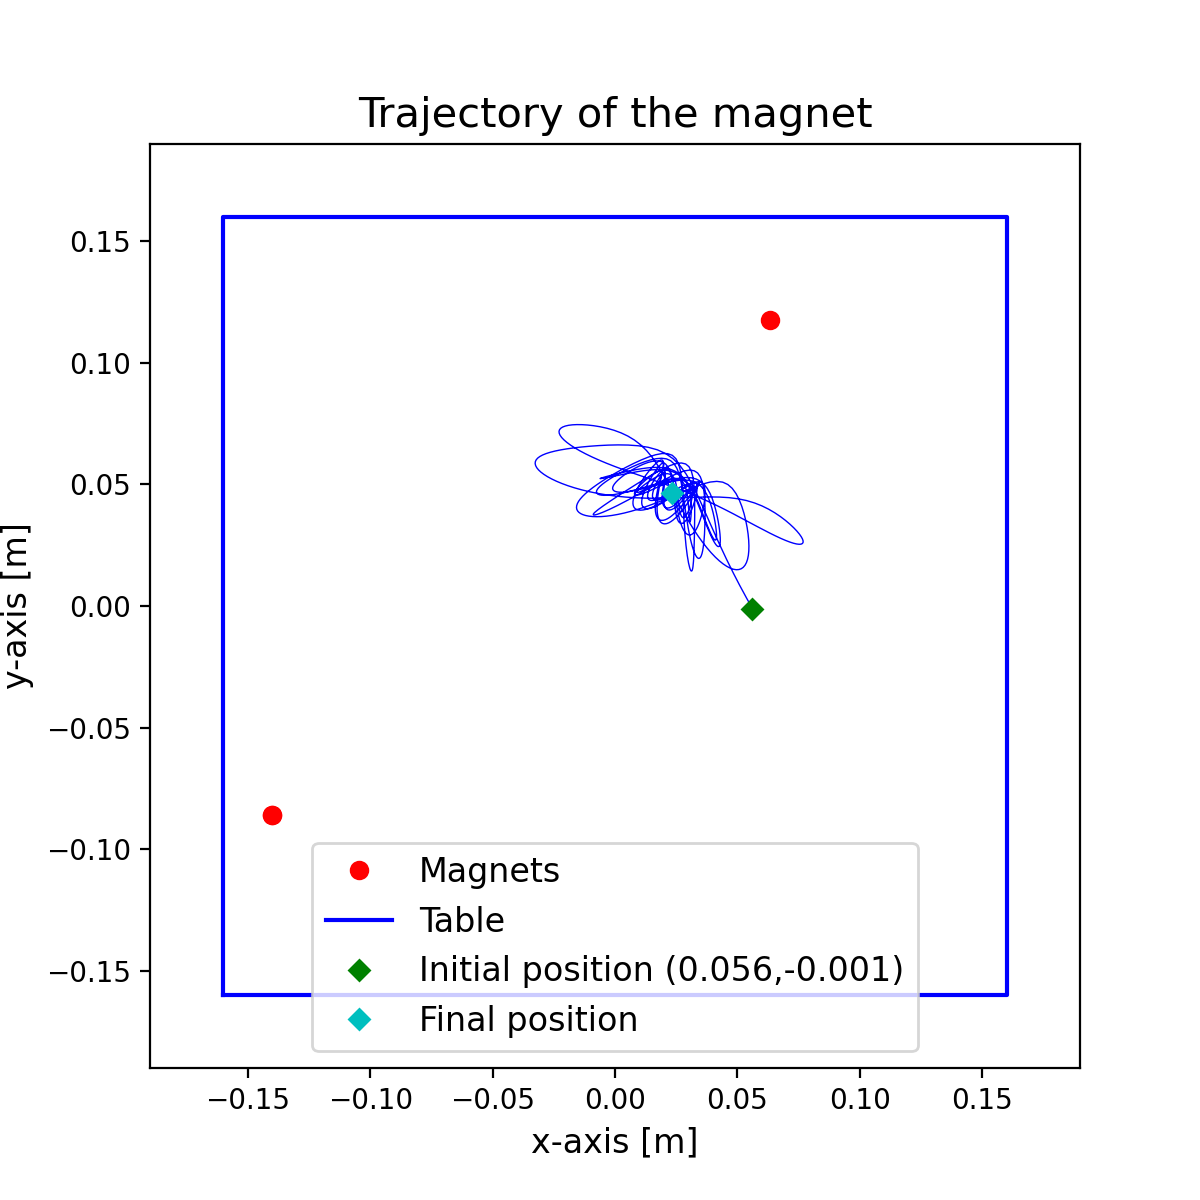 Trajectory of the magnet
y-axis [m]
0.15
0.10
0.05
0.00
−0.05
−0.10
−0.15
Magnets
Table
Initial position (0.056,-0.001)
Final position
−0.15 −0.10 −0.05 0.00 0.05 0.10 0.15
x-axis [m]